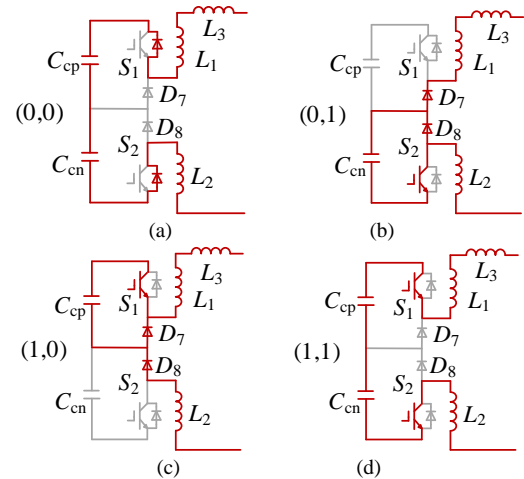 L3
Ccp
S1
L1
D7
(0,0)
D8
S2
Ccn
L2
(a)
L3
Ccp
S1
L1
D7
(0,1)
D8
S2
Ccn
L2
(b)
L3
Ccp
S1
L1
D7
(1,0)
D8
S2
Ccn
L2
(c)
L3
Ccp
S1
L1
D7
(1,1)
D8
S2
Ccn
L2
(d)